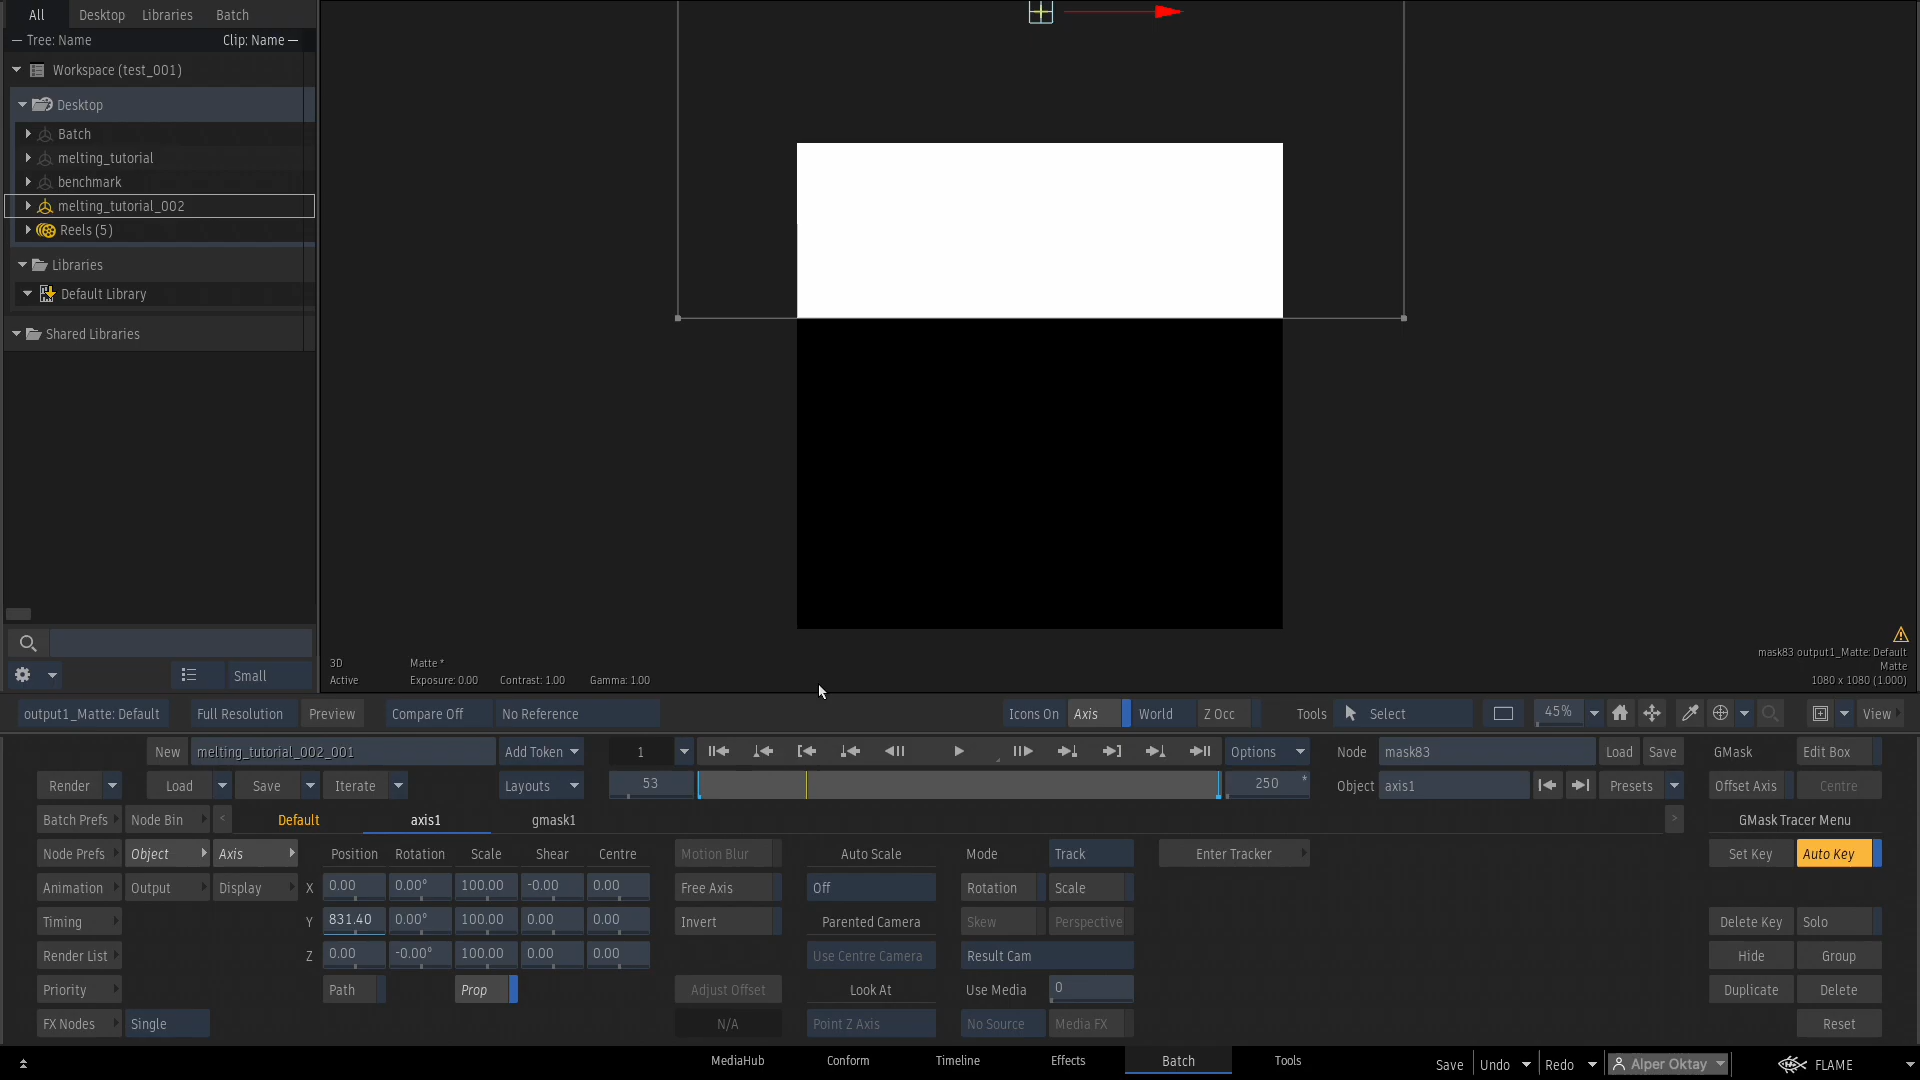 All Desktop Libraries Batch
Tree: Name Clip: Name
Workspace (test_001)
Desktop
Batch
melting_tutorial
benchmark
melting_tutorial_002
Reels (5)
Libraries
Default Library
Shared Libraries
Small
3D
Active
Matte *
Exposure: 0.00 Contrast: 1.00 Gamma: 1.00
mask83 output1_Matte: Default
Matte
1080 x 1080 (1.000)
output1_Matte: Default Full Resolution Preview Compare Off No Reference Icons On Axis World Z Occ Tools Select 45% View
New melting_tutorial_002_001 Add Token 1 Options Node mask83 Load Save GMask Edit Box
Render Load Save Iterate Layouts 53 250 * Object axis1 Presets Offset Axis Centre
Batch Prefs Node Bin < Default axis1 gmask1 > GMask Tracer Menu
Node Prefs Object Axis Position Rotation Scale Shear Centre Motion Blur Auto Scale Mode Track Enter Tracker Set Key Auto Key
Animation Output Display X 0.00 0.00° 100.00 -0.00 0.00 Free Axis Off Rotation Scale
Timing Y 831.40 0.00° 100.00 0.00 0.00 Invert Parented Camera Skew Perspective Delete Key Solo
Render List Z 0.00 -0.00° 100.00 0.00 0.00 Use Centre Camera Result Cam Hide Group
Priority Path Prop Adjust Offset Look At Use Media 0 Duplicate Delete
FX Nodes Single N/A Point Z Axis No Source Media FX Reset
MediaHub Conform Timeline Effects Batch Tools Save Undo Redo Alper Oktay FLAME